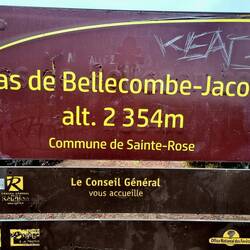 as de Bellecombe-Jaco
alt. 2 354m
Commune de Sainte-Rose
Le Conseil Général
vous accueille